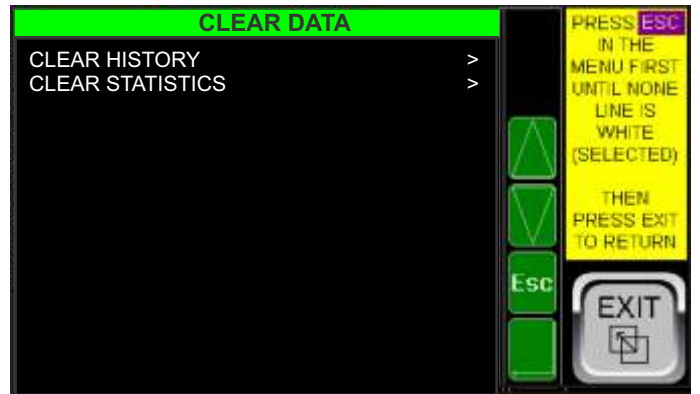 CLEAR DATA
CLEAR HISTORY >
CLEAR STATISTICS >
Esc
PRESS ESC
IN THE
MENU FIRST
UNTIL NONE
LINE IS
WHITE
(SELECTED)
THEN
PRESS EXIT
TO RETURN
EXIT